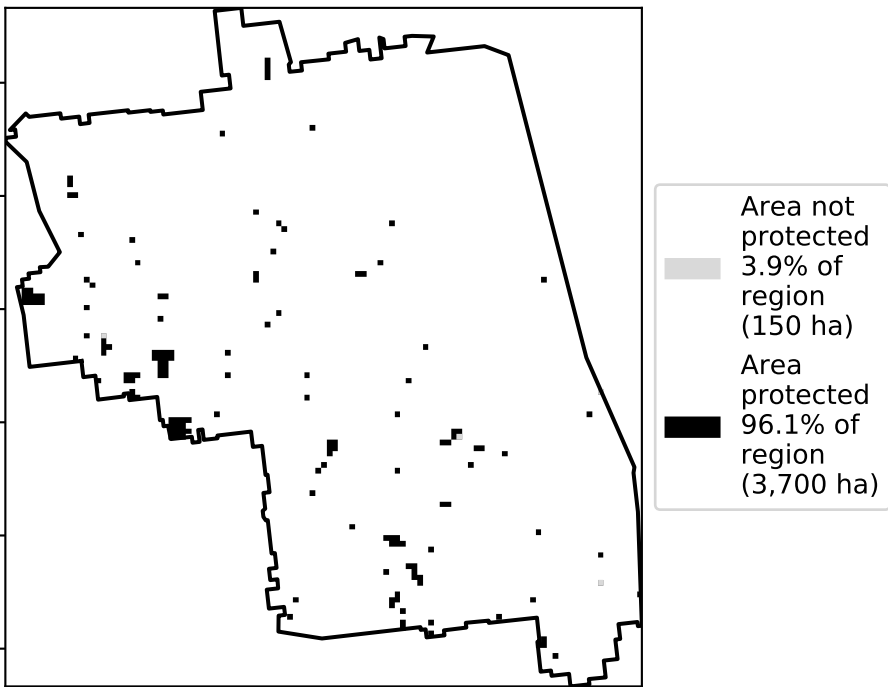 Area not
protected
3.9% of
region
(150 ha)
Area
protected
96.1% of
region
(3,700 ha)